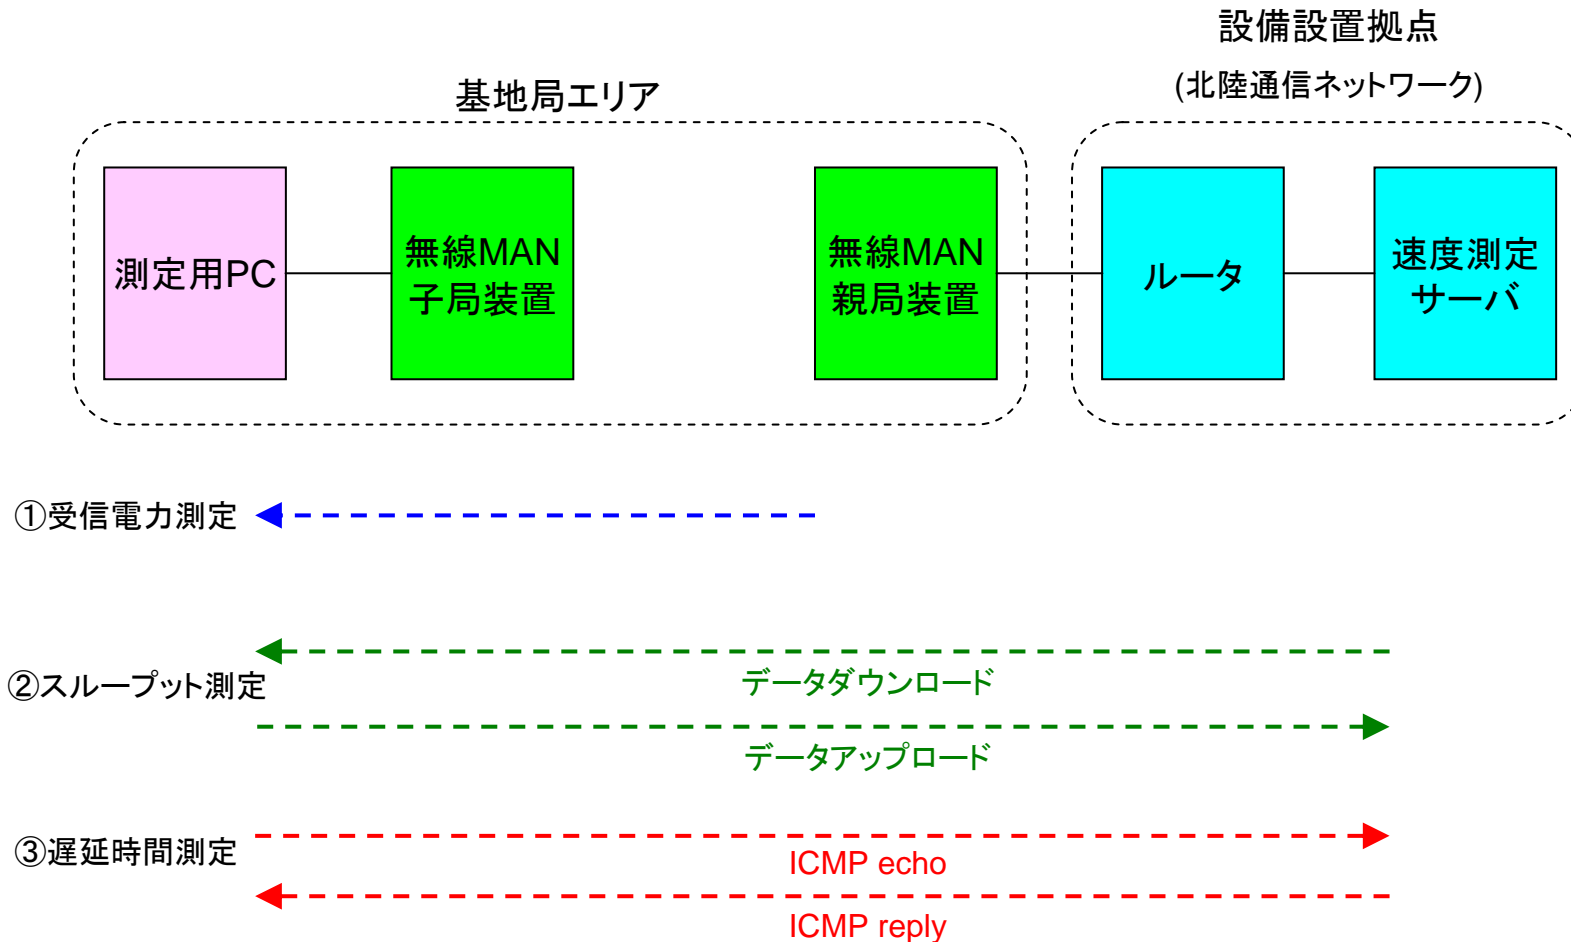 設備設置拠点
(北陸通信ネットワーク)
基地局エリア
測定用PC
無線MAN
子局装置
無線MAN
親局装置
ルータ
速度測定
サーバ
①受信電力測定
②スループット測定
データダウンロード
データアップロード
③遅延時間測定
ICMP echo
ICMP reply